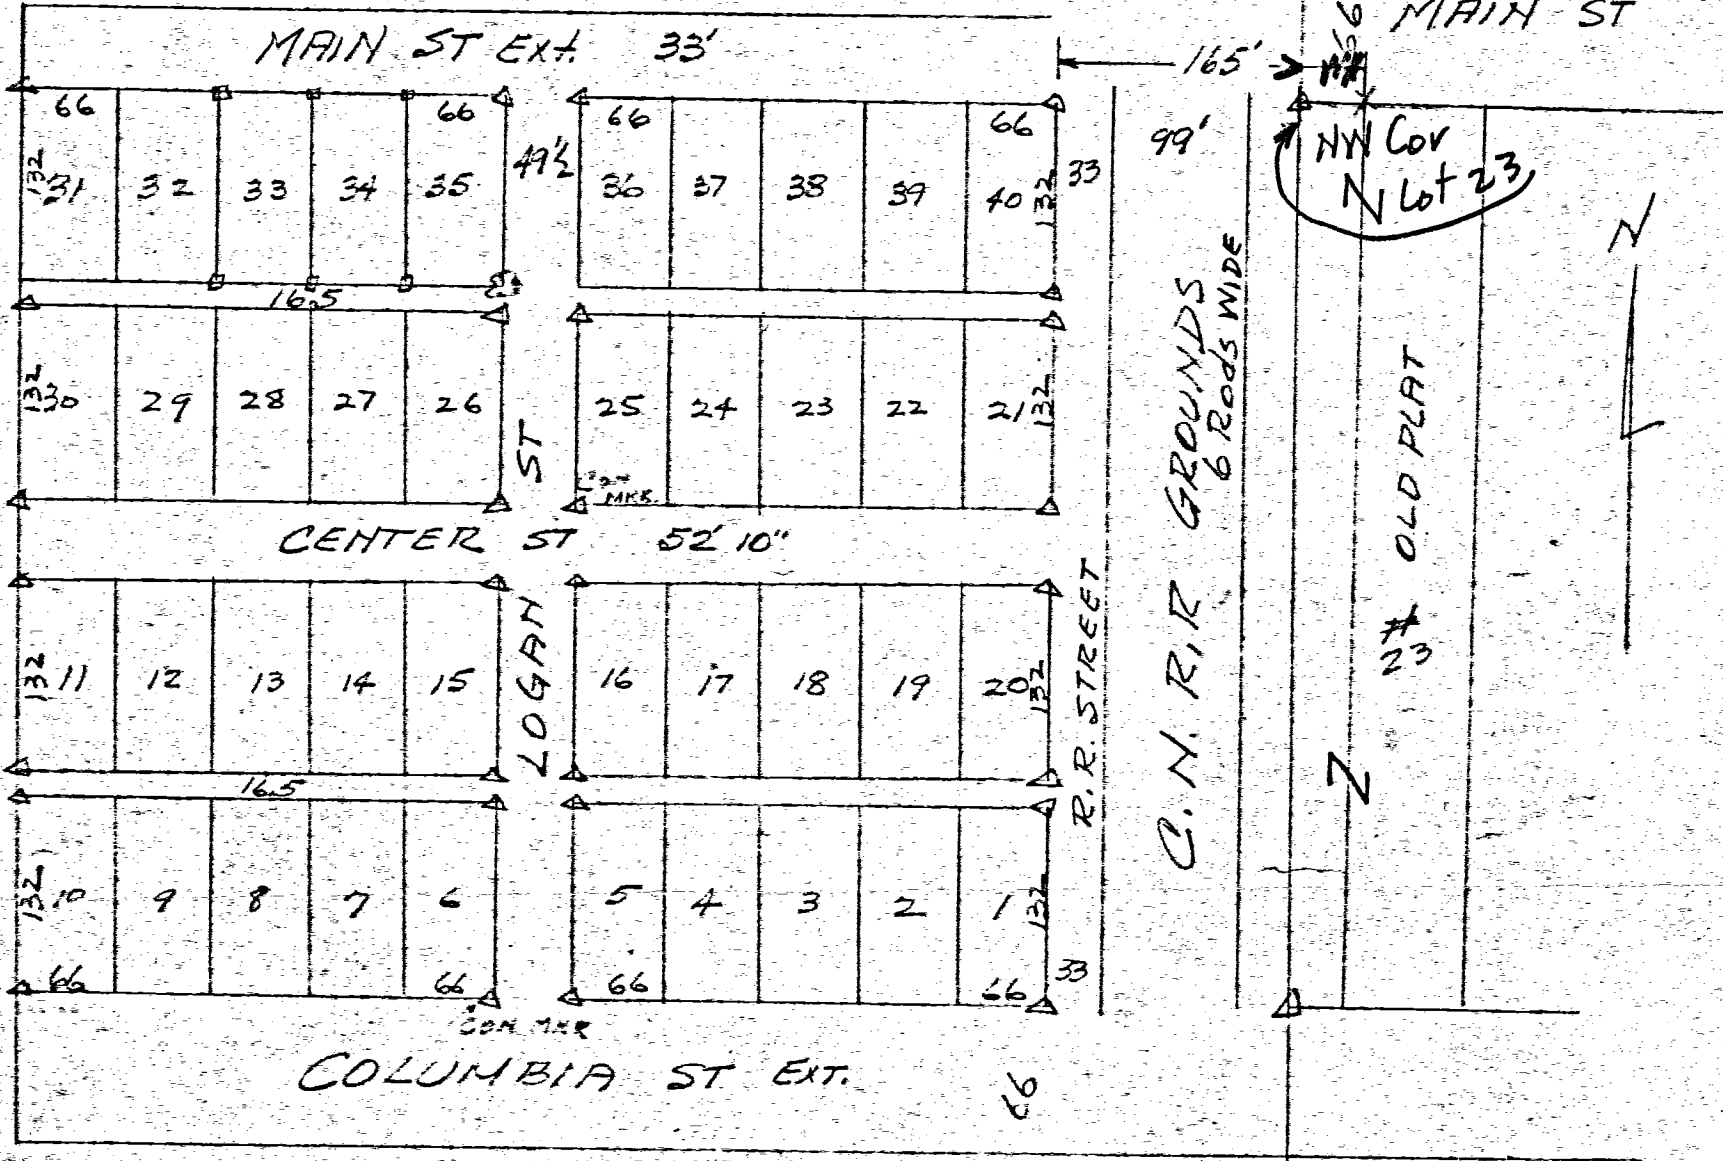 MAIN ST EXT. 33'
MAIN ST
66
165'
66 66 66 66
99'
NW Cor
N Lot 23
132 31 32 33 34 35 49½ 36 37 38 39 40 132 33
N
16.5
132 30 29 28 27 26 25 24 23 22 21 132
MKR.
CENTER ST 52' 10"
LOGAN ST
132 11 12 13 14 15 16 17 18 19 20 132
16.5
132 10 9 8 7 6 5 4 3 2 1 132
66 66 66 66 33
CON MKR
COLUMBIA ST EXT.
66
R.R. STREET
C. N. R, R GROUNDS
6 Rods WIDE
OLD PLAT
#
23
N